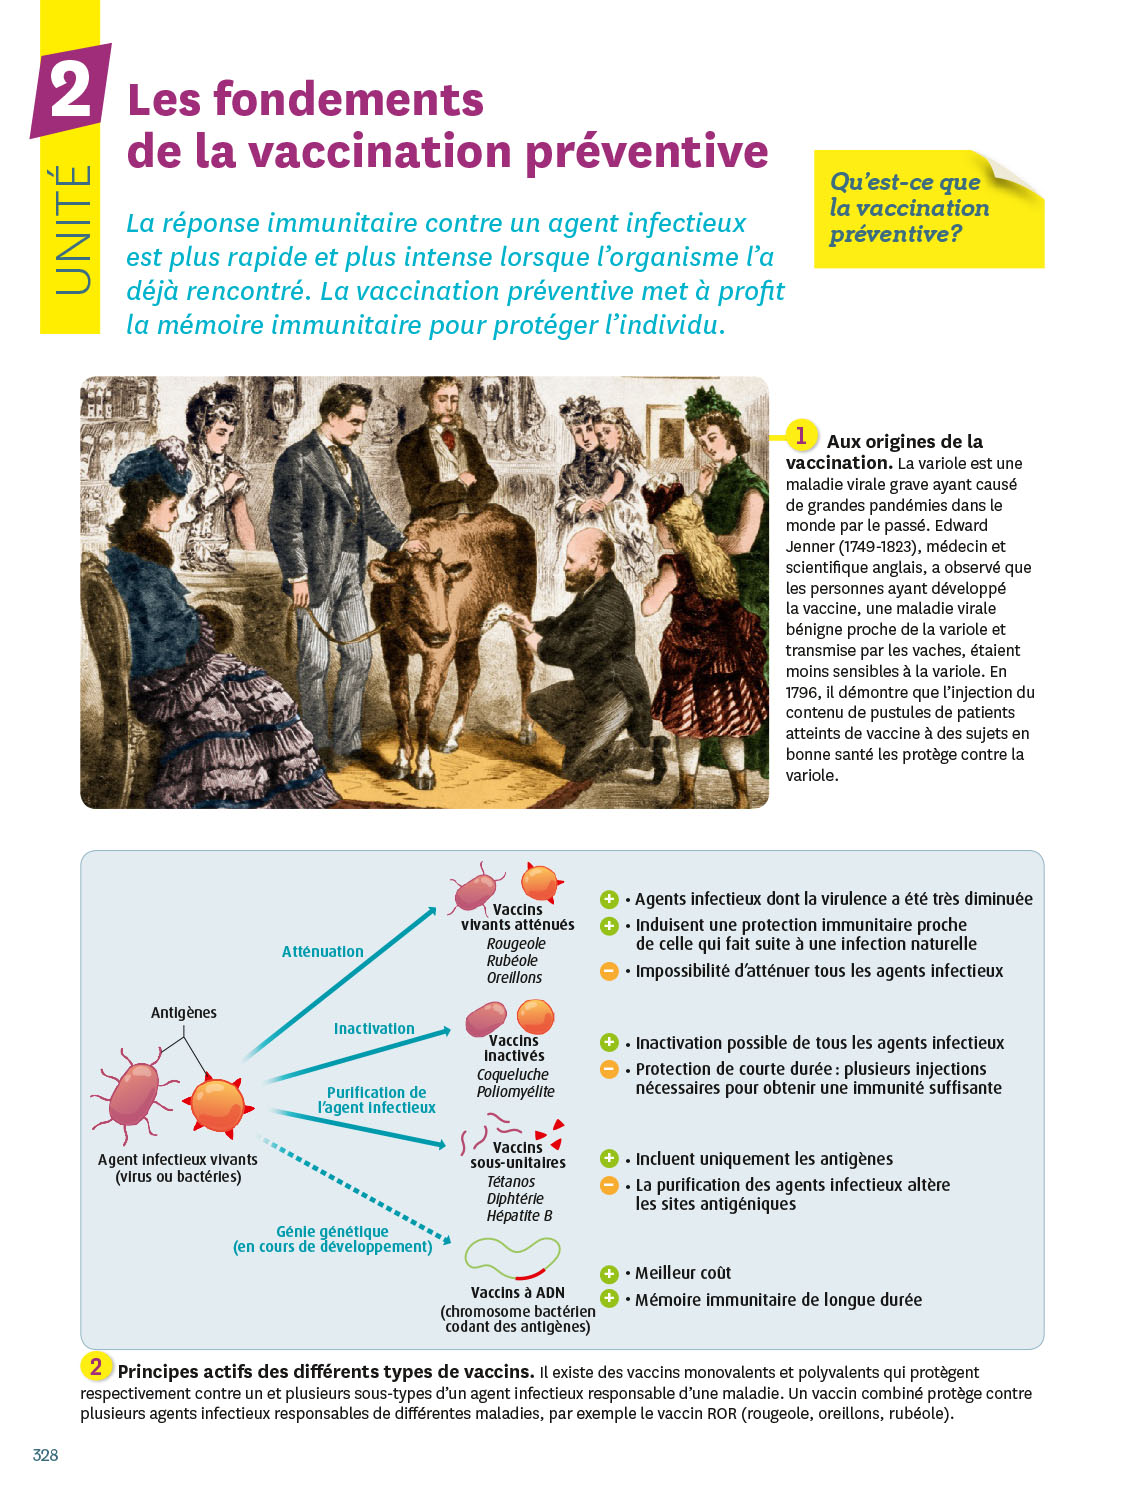 2
UNITÉ
Les fondements
de la vaccination préventive
La réponse immunitaire contre un agent infectieux
est plus rapide et plus intense lorsque l'organisme l'a
déjà rencontré. La vaccination préventive met à profit
la mémoire immunitaire pour protéger l'individu.
Qu'est-ce que
la vaccination
préventive?
1 Aux origines de la
vaccination. La variole est une
maladie virale grave ayant causé
de grandes pandémies dans le
monde par le passé. Edward
Jenner (1749-1823), médecin et
scientifique anglais, a observé que
les personnes ayant développé
la vaccine, une maladie virale
bénigne proche de la variole et
transmise par les vaches, étaient
moins sensibles à la variole. En
1796, il démontre que l'injection du
contenu de pustules de patients
atteints de vaccine à des sujets en
bonne santé les protège contre la
variole.
Antigènes
Agent infectieux vivants
(virus ou bactéries)
Atténuation
Vaccins
vivants atténués
Rougeole
Rubéole
Oreillons
+ • Agents infectieux dont la virulence a été très diminuée
+ • Induisent une protection immunitaire proche
de celle qui fait suite à une infection naturelle
– • Impossibilité d'atténuer tous les agents infectieux
Inactivation
Vaccins
inactivés
Coqueluche
Poliomyélite
+ • Inactivation possible de tous les agents infectieux
– • Protection de courte durée : plusieurs injections
nécessaires pour obtenir une immunité suffisante
Purification de
l'agent infectieux
Vaccins
sous-unitaires
Tétanos
Diphtérie
Hépatite B
+ • Incluent uniquement les antigènes
– • La purification des agents infectieux altère
les sites antigéniques
Génie génétique
(en cours de développement)
Vaccins à ADN
(chromosome bactérien
codant des antigènes)
+ • Meilleur coût
+ • Mémoire immunitaire de longue durée
2 Principes actifs des différents types de vaccins. Il existe des vaccins monovalents et polyvalents qui protègent
respectivement contre un et plusieurs sous-types d'un agent infectieux responsable d'une maladie. Un vaccin combiné protège contre
plusieurs agents infectieux responsables de différentes maladies, par exemple le vaccin ROR (rougeole, oreillons, rubéole).
328